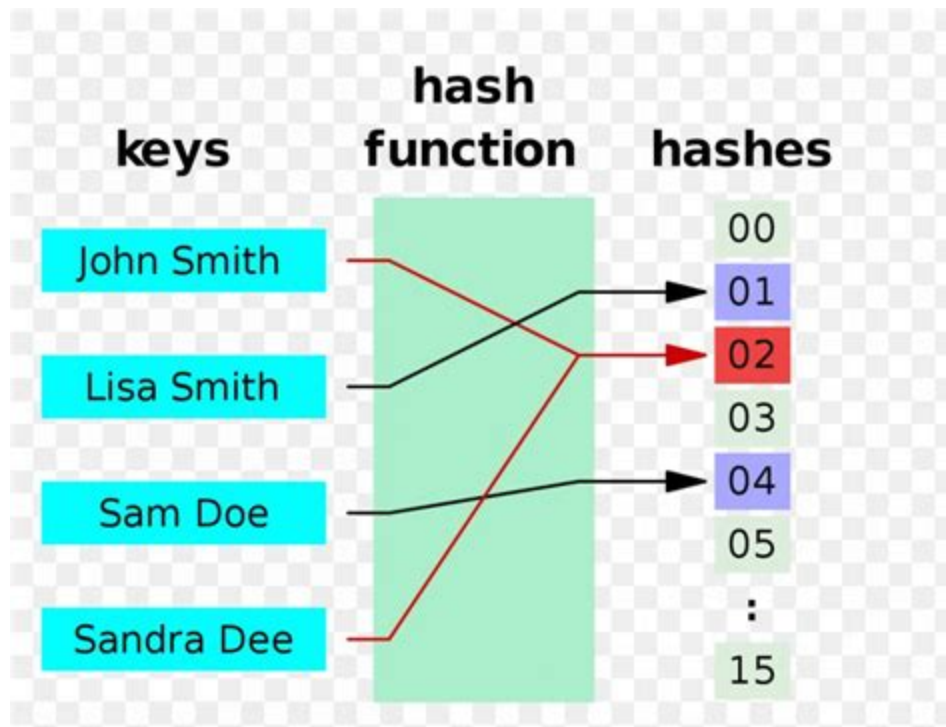 hash
keys function hashes
John Smith
Lisa Smith
Sam Doe
Sandra Dee
00
01
02
03
04
05
:
15